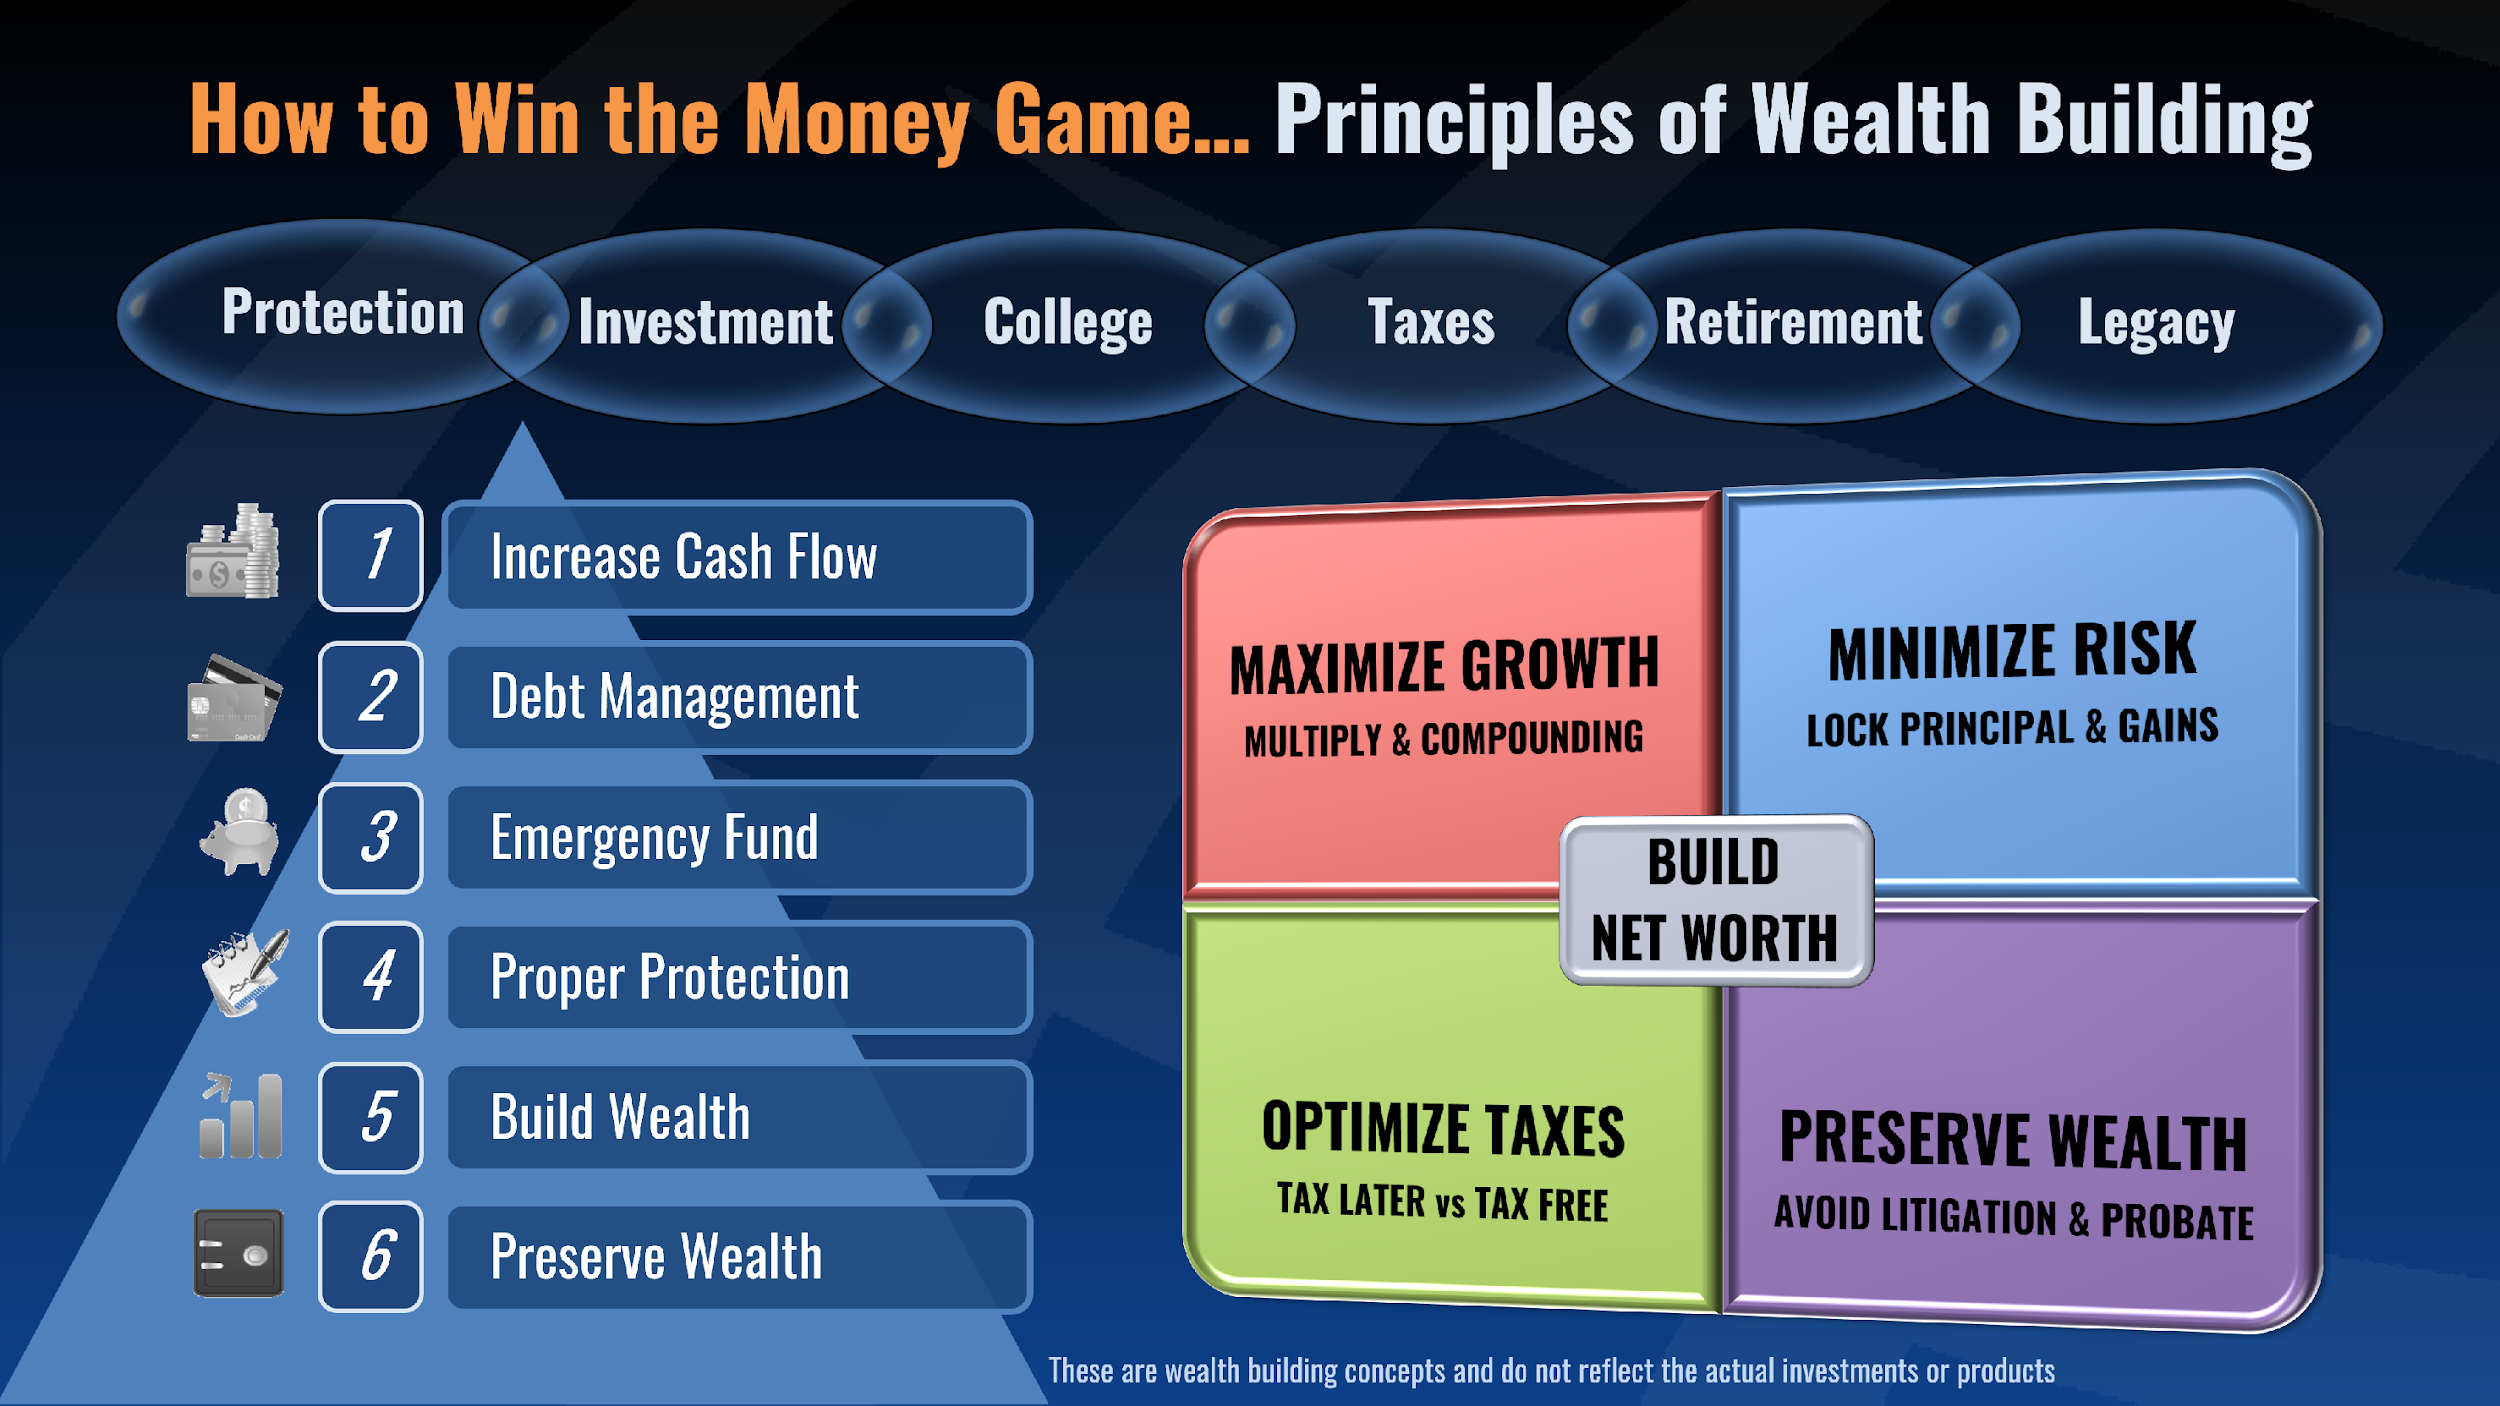 How to Win the Money Game... Principles of Wealth Building
Protection
Investment
College
Taxes
Retirement
Legacy
1 Increase Cash Flow
2 Debt Management
3 Emergency Fund
4 Proper Protection
5 Build Wealth
6 Preserve Wealth
MAXIMIZE GROWTH
MULTIPLY & COMPOUNDING
MINIMIZE RISK
LOCK PRINCIPAL & GAINS
BUILD
NET WORTH
OPTIMIZE TAXES
TAX LATER vs TAX FREE
PRESERVE WEALTH
AVOID LITIGATION & PROBATE
These are wealth building concepts and do not reflect the actual investments or products